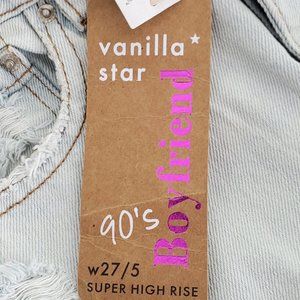 vanilla
star
90's
Boyfriend
w27/5
SUPER HIGH RISE